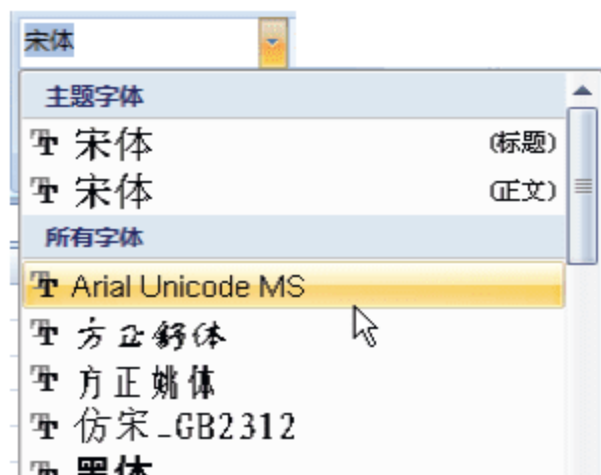 宋体
主题字体
宋体 (标题)
宋体 (正文)
所有字体
Arial Unicode MS
方正舒体
方正姚体
仿宋_GB2312
黑体